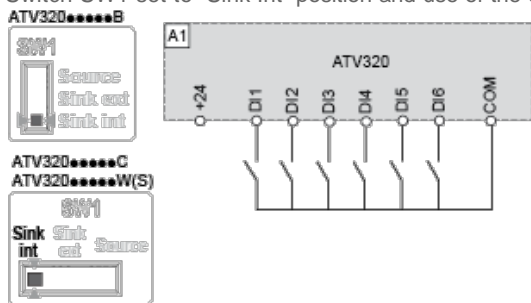 Switch SW1 set to "Sink Int" position and use of the
ATV320●●●●●B
SW1
Source
Sink ext
Sink int
A1
ATV320
+24
DI1
DI2
DI3
DI4
DI5
DI6
COM
ATV320●●●●●C
ATV320●●●●●W(S)
SW1
Sink int
Sink ext
Source